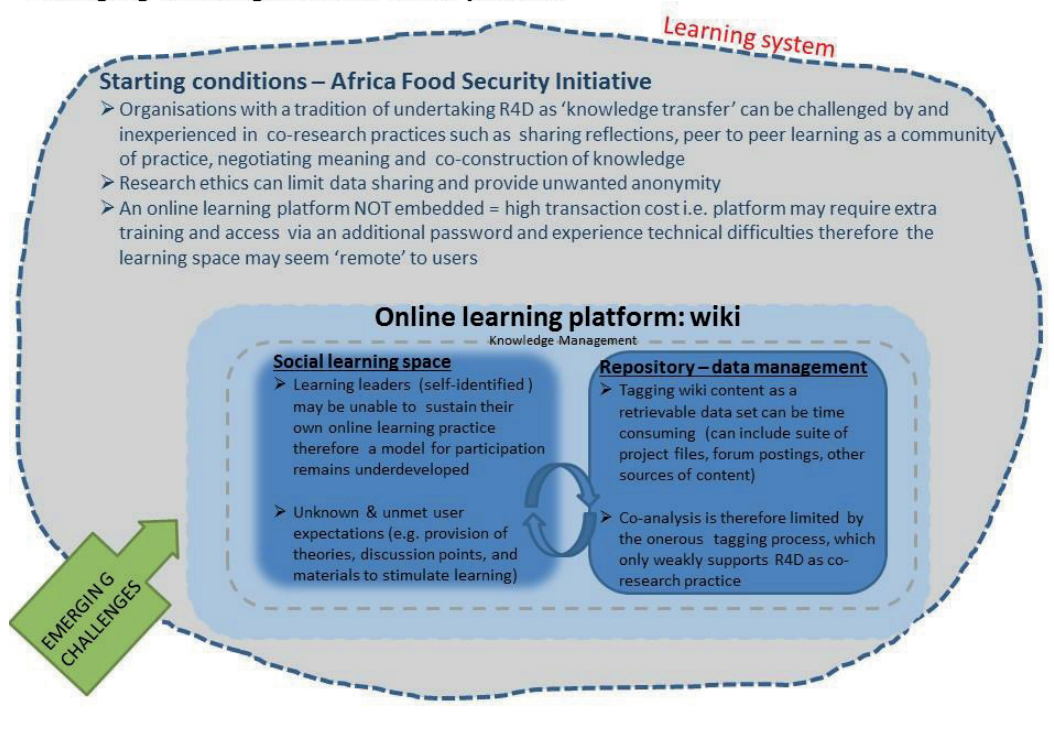 Learning system
Starting conditions – Africa Food Security Initiative
➢ Organisations with a tradition of undertaking R4D as ‘knowledge transfer’ can be challenged by and
inexperienced in co-research practices such as sharing reflections, peer to peer learning as a community
of practice, negotiating meaning and co-construction of knowledge
➢ Research ethics can limit data sharing and provide unwanted anonymity
➢ An online learning platform NOT embedded = high transaction cost i.e. platform may require extra
training and access via an additional password and experience technical difficulties therefore the
learning space may seem ‘remote’ to users
Online learning platform: wiki
Knowledge Management
Social learning space
➢ Learning leaders (self-identified )
may be unable to sustain their
own online learning practice
therefore a model for participation
remains underdeveloped
➢ Unknown & unmet user
expectations (e.g. provision of
theories, discussion points, and
materials to stimulate learning)
Repository – data management
➢ Tagging wiki content as a
retrievable data set can be time
consuming (can include suite of
project files, forum postings, other
sources of content)
➢ Co-analysis is therefore limited by
the onerous tagging process, which
only weakly supports R4D as co-
research practice
EMERGING
CHALLENGES